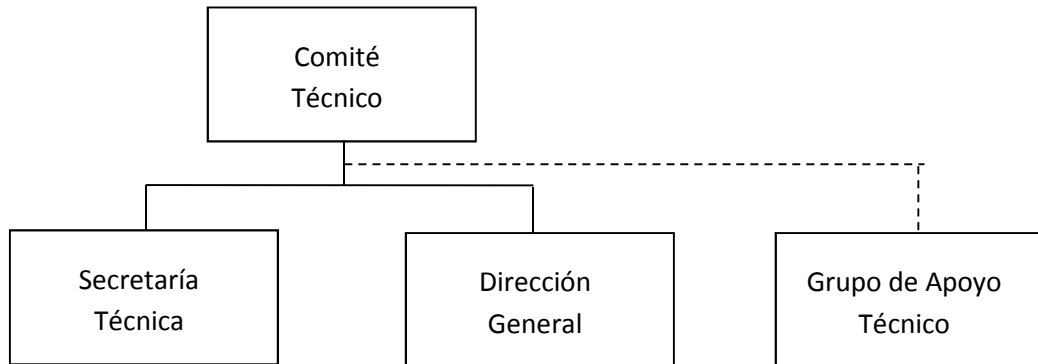 Comité
Técnico
Secretaría
Técnica
Dirección
General
Grupo de Apoyo
Técnico